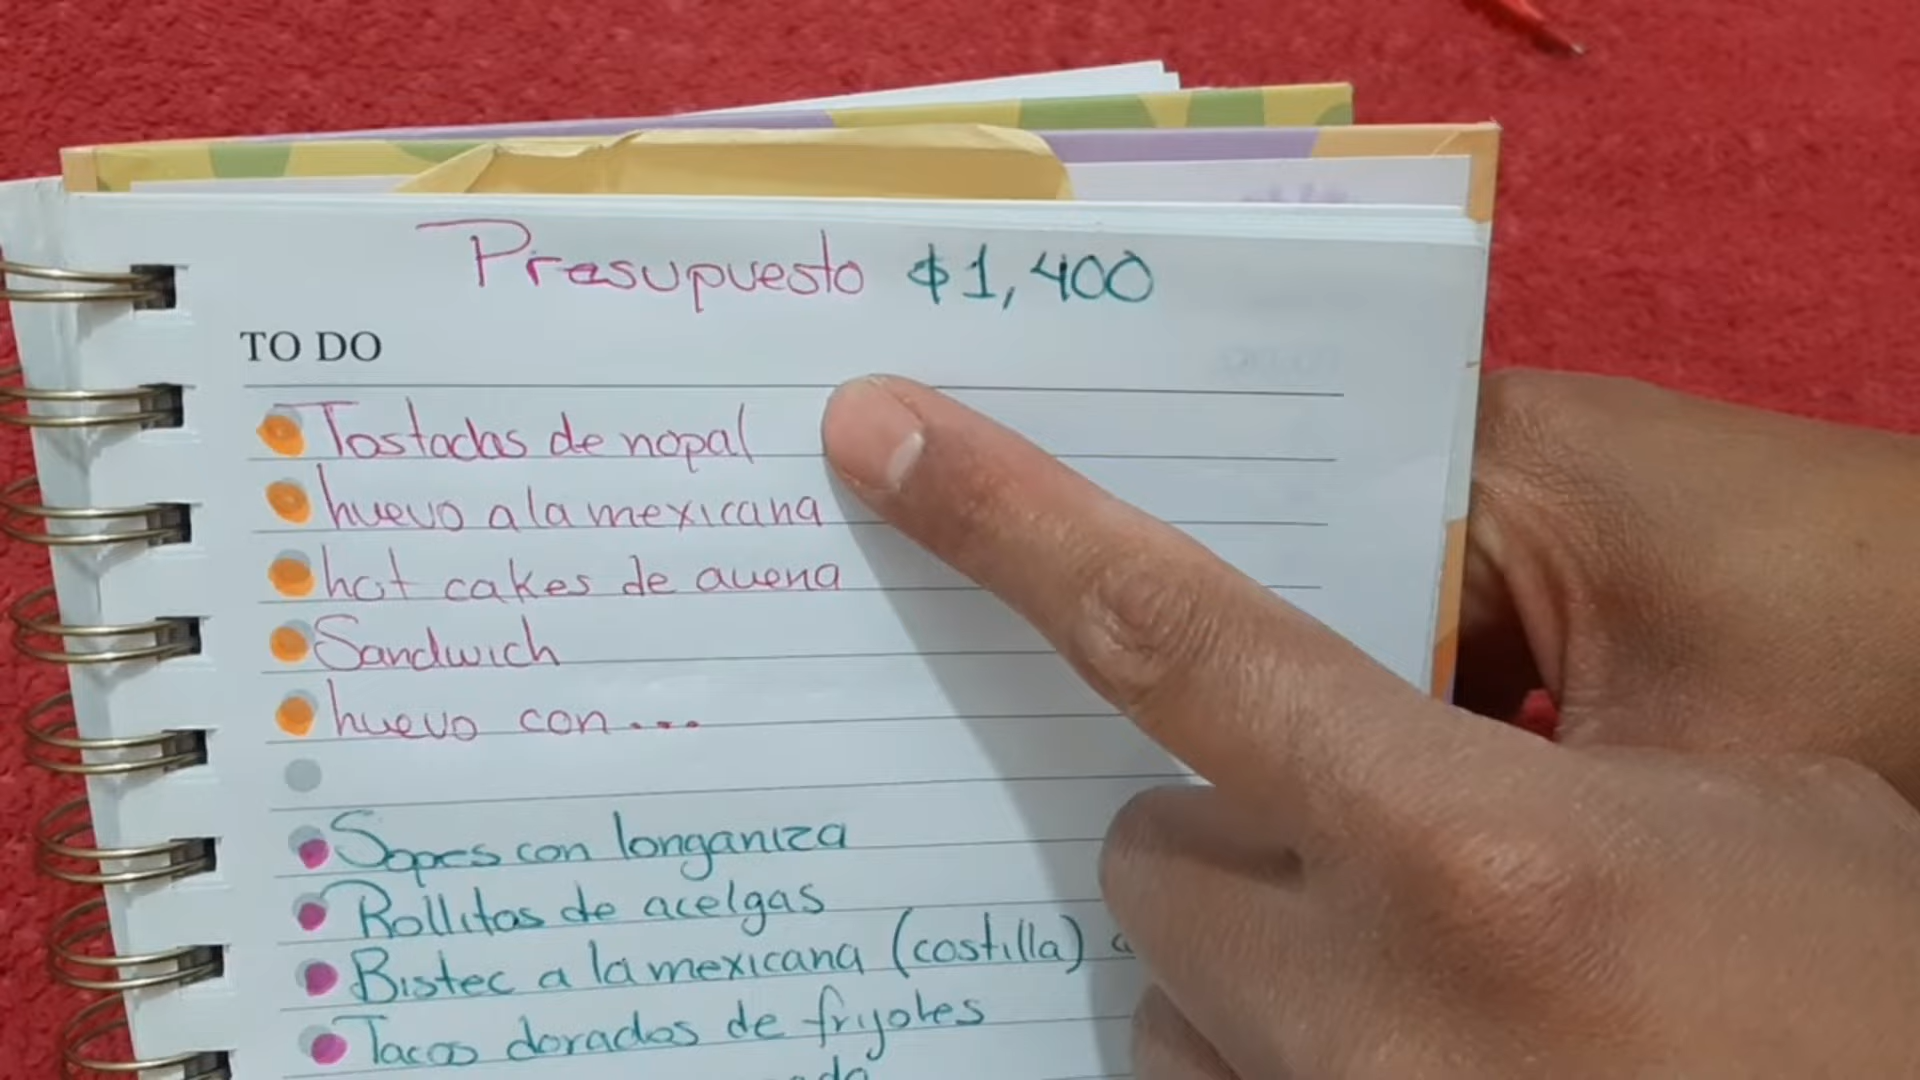 Presupuesto $1,400
TO DO
Tostadas de nopal
huevo a la mexicana
hot cakes de avena
Sandwich
huevo con...
Sopes con longaniza
Rollitos de acelgas
Bistec a la mexicana (costilla)
Tacos dorados de frijoles